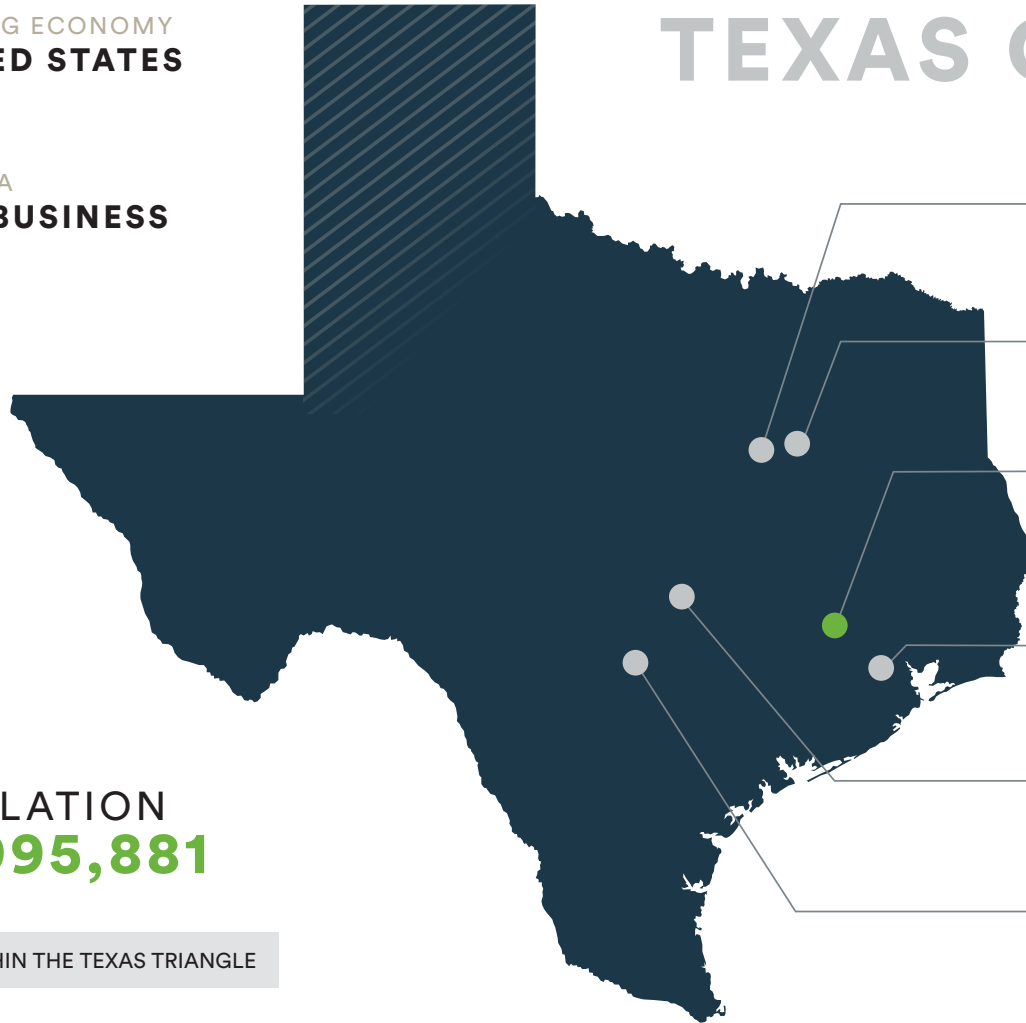 G ECONOMY
ED STATES
TEXAS
A
BUSINESS
LATION
95,881
HIN THE TEXAS TRIANGLE